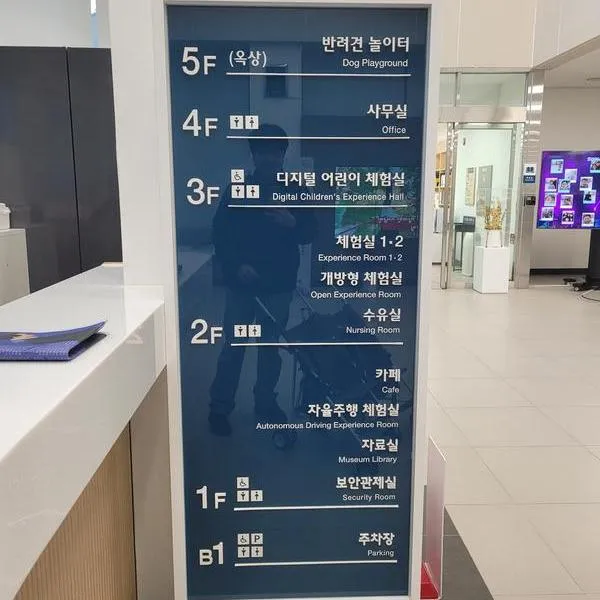 5F (옥상) 반려견 놀이터
Dog Playground
4F 사무실
Office
3F 디지털 어린이 체험실
Digital Children's Experience Hall
체험실 1·2
Experience Room 1·2
개방형 체험실
Open Experience Room
2F 수유실
Nursing Room
카페
Cafe
자율주행 체험실
Autonomous Driving Experience Room
자료실
Museum Library
1F 보안관제실
Security Room
B1 P 주차장
Parking